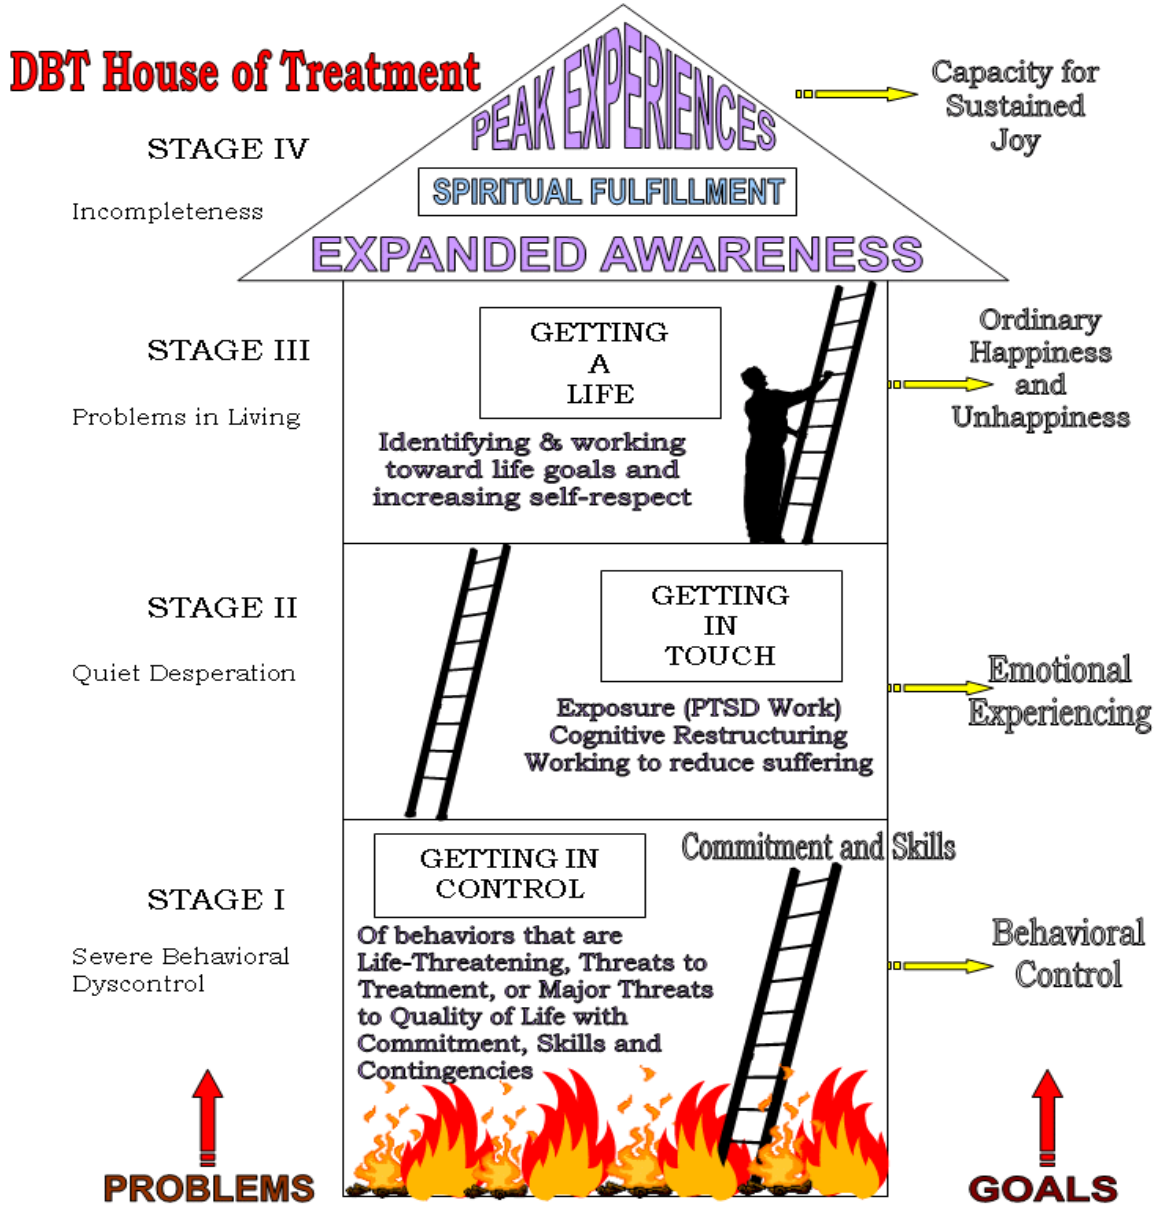 DBT House of Treatment
PEAK EXPERIENCES
Capacity for
Sustained
Joy
STAGE IV
SPIRITUAL FULFILLMENT
Incompleteness
EXPANDED AWARENESS
STAGE III
Problems in Living
GETTING
A
LIFE
Identifying & working
toward life goals and
increasing self-respect
Ordinary
Happiness
and
Unhappiness
STAGE II
Quiet Desperation
GETTING
IN
TOUCH
Exposure (PTSD Work)
Cognitive Restructuring
Working to reduce suffering
Emotional
Experiencing
STAGE I
Severe Behavioral
Dyscontrol
GETTING IN
CONTROL
Commitment and Skills
Of behaviors that are
Life-Threatening, Threats to
Treatment, or Major Threats
to Quality of Life with
Commitment, Skills and
Contingencies
Behavioral
Control
PROBLEMS
GOALS